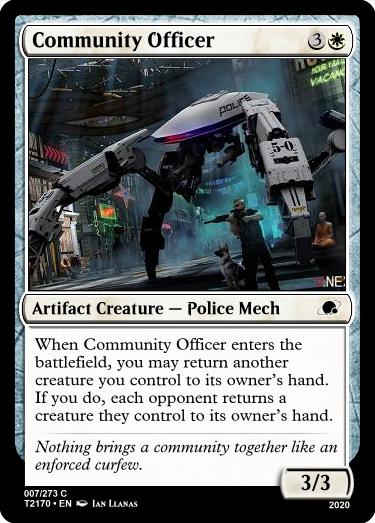 Community Officer 3
POLICE
5-0
VACANC
.NEX
Artifact Creature — Police Mech
When Community Officer enters the
battlefield, you may return another
creature you control to its owner's hand.
If you do, each opponent returns a
creature they control to its owner's hand.
Nothing brings a community together like an
enforced curfew.
3/3
007/273 C
T2170 • EN Ian Llanas
2020